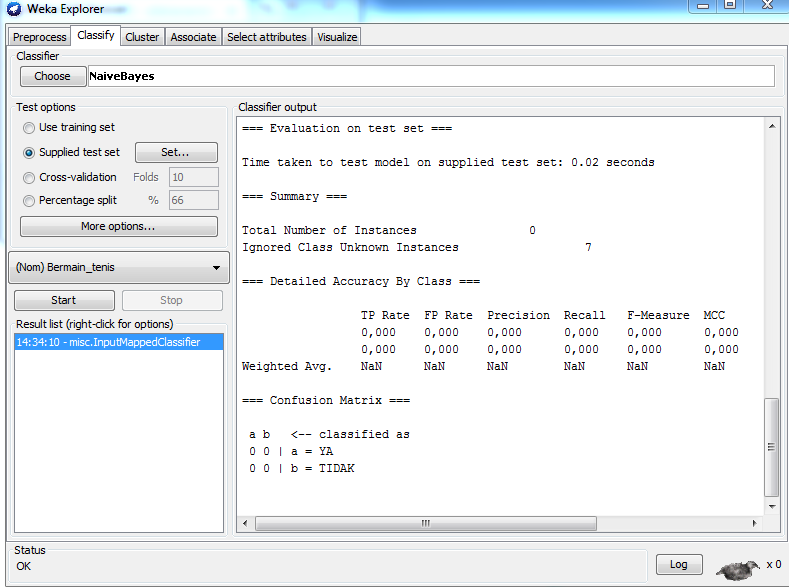 Weka Explorer
Preprocess Classify Cluster Associate Select attributes Visualize
Classifier
Choose NaiveBayes
Test options
Use training set
Supplied test set Set...
Cross-validation Folds 10
Percentage split % 66
More options...
(Nom) Bermain_tenis
Start Stop
Result list (right-click for options)
14:34:10 - misc.InputMappedClassifier
Classifier output
=== Evaluation on test set ===
Time taken to test model on supplied test set: 0.02 seconds
=== Summary ===
Total Number of Instances 0
Ignored Class Unknown Instances 7
=== Detailed Accuracy By Class ===
TP Rate FP Rate Precision Recall F-Measure MCC
0,000 0,000 0,000 0,000 0,000 0,000
0,000 0,000 0,000 0,000 0,000 0,000
Weighted Avg. NaN NaN NaN NaN NaN NaN
=== Confusion Matrix ===
a b <-- classified as
0 0 | a = YA
0 0 | b = TIDAK
Status
OK
Log x 0